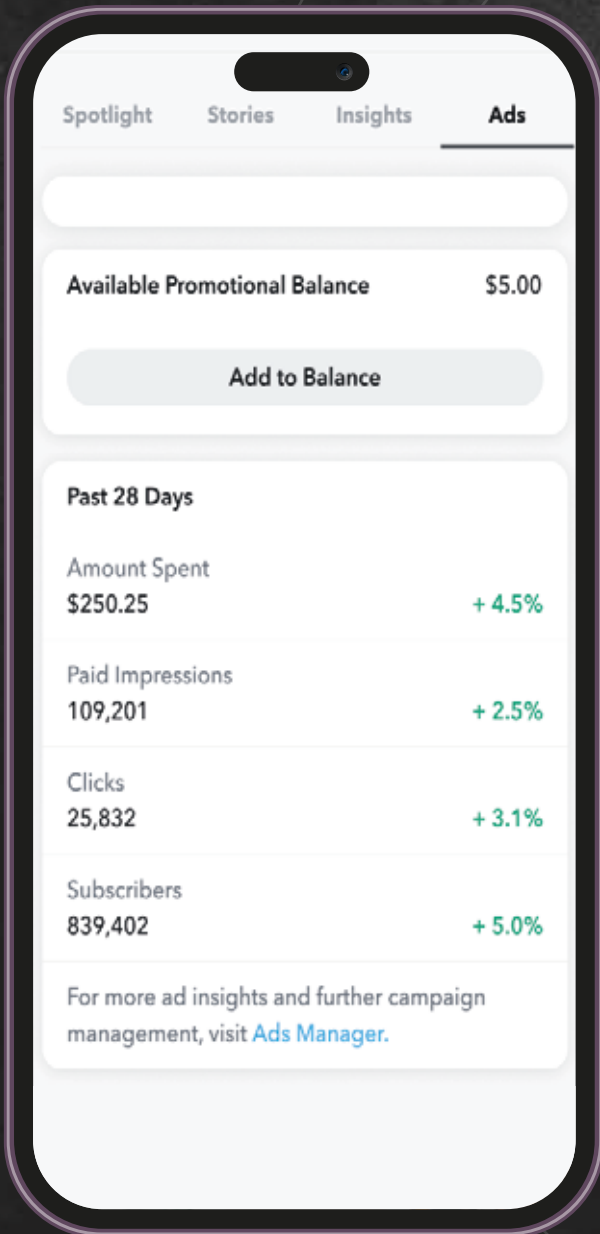 Spotlight Stories Insights Ads
Available Promotional Balance $5.00
Add to Balance
Past 28 Days
Amount Spent
$250.25 + 4.5%
Paid Impressions
109,201 + 2.5%
Clicks
25,832 + 3.1%
Subscribers
839,402 + 5.0%
For more ad insights and further campaign
management, visit Ads Manager.